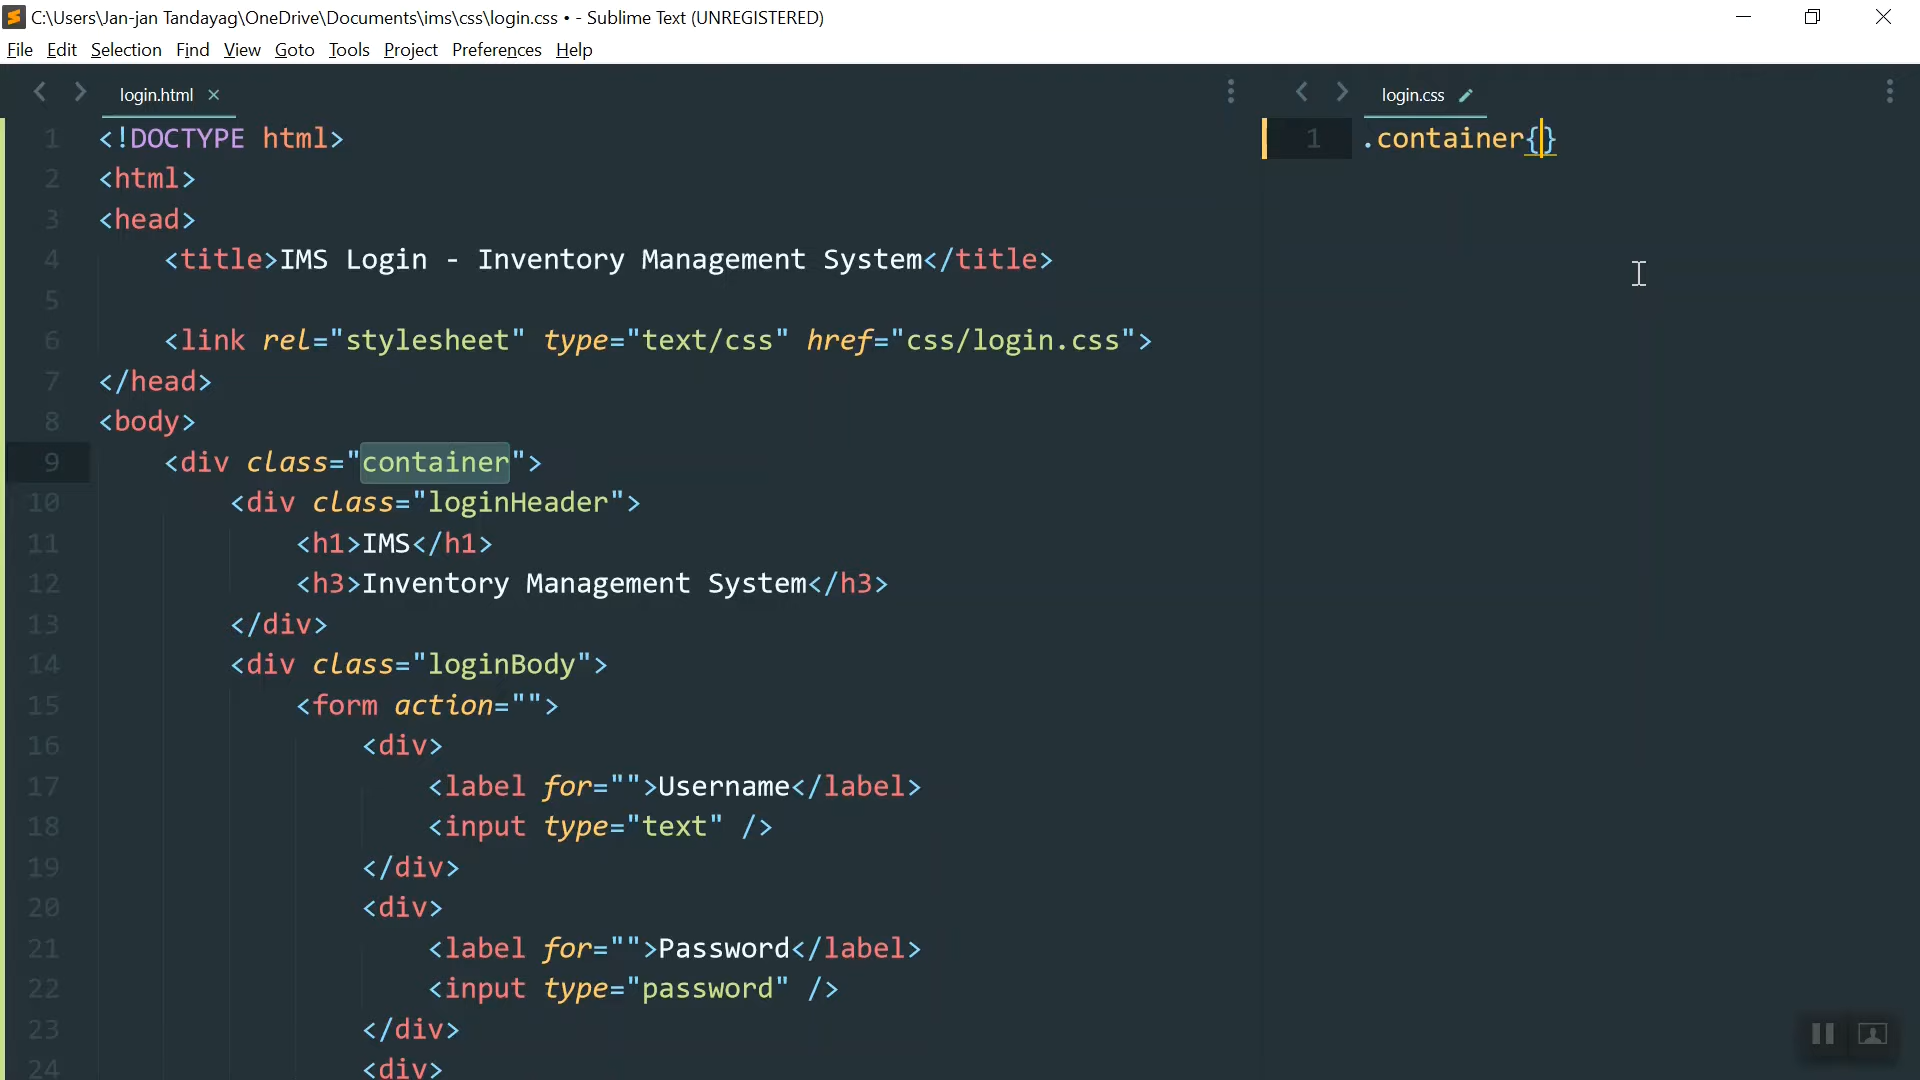 C:\Users\Jan-jan Tandayag\OneDrive\Documents\ims\css\login.css • - Sublime Text (UNREGISTERED)
File Edit Selection Find View Goto Tools Project Preferences Help
login.html
login.css
1 <!DOCTYPE html>
2 <html>
3 <head>
4 <title>IMS Login - Inventory Management System</title>
5
6 <link rel="stylesheet" type="text/css" href="css/login.css">
7 </head>
8 <body>
9 <div class="container">
10 <div class="loginHeader">
11 <h1>IMS</h1>
12 <h3>Inventory Management System</h3>
13 </div>
14 <div class="loginBody">
15 <form action="">
16 <div>
17 <label for="">Username</label>
18 <input type="text" />
19 </div>
20 <div>
21 <label for="">Password</label>
22 <input type="password" />
23 </div>
24 <div>
1 .container{}